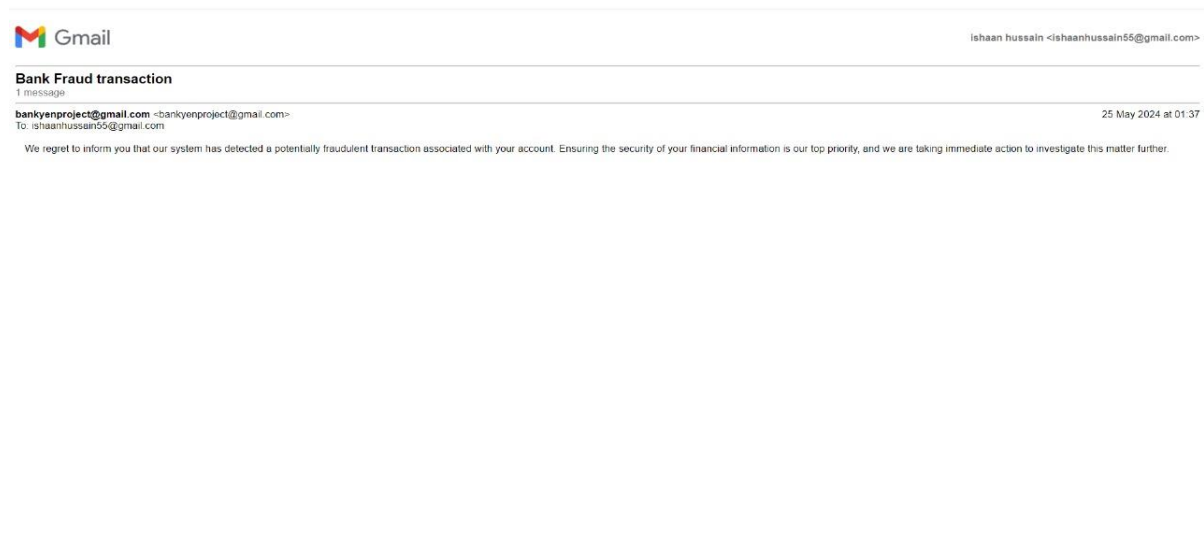 Gmail
ishaan hussain <ishaanhussain55@gmail.com>
Bank Fraud transaction
1 message
bankyenproject@gmail.com <bankyenproject@gmail.com>
25 May 2024 at 01:37
To: ishaanhussain55@gmail.com
We regret to inform you that our system has detected a potentially fraudulent transaction associated with your account. Ensuring the security of your financial information is our top priority, and we are taking immediate action to investigate this matter further.